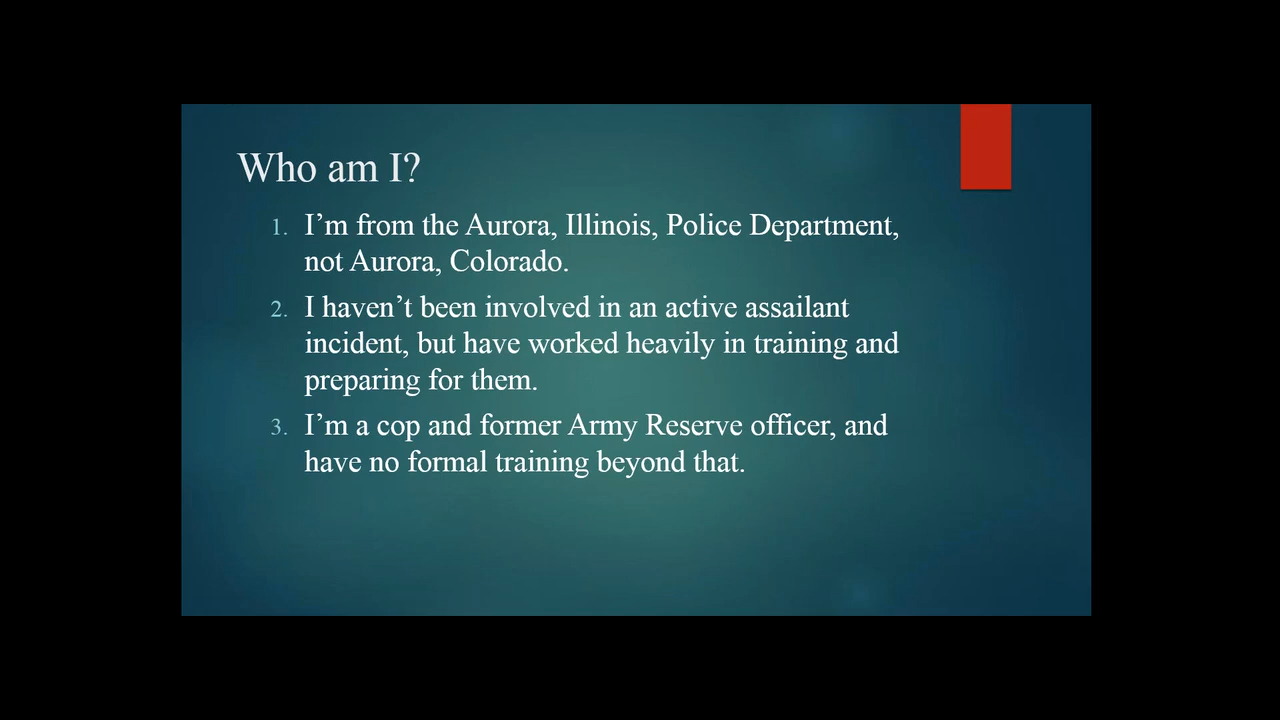 Who am I?
1. I’m from the Aurora, Illinois, Police Department,
not Aurora, Colorado.
2. I haven’t been involved in an active assailant
incident, but have worked heavily in training and
preparing for them.
3. I’m a cop and former Army Reserve officer, and
have no formal training beyond that.